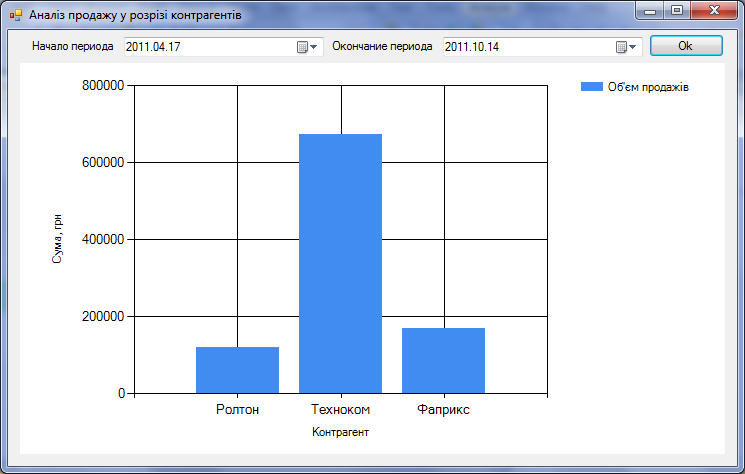 Аналіз продажу у розрізі контрагентів
Начало периода 2011.04.17 Окончание периода 2011.10.14 Ok
Об'єм продажів
800000
600000
400000
200000
0
Сума, грн
Ролтон Техноком Фаприкс
Контрагент